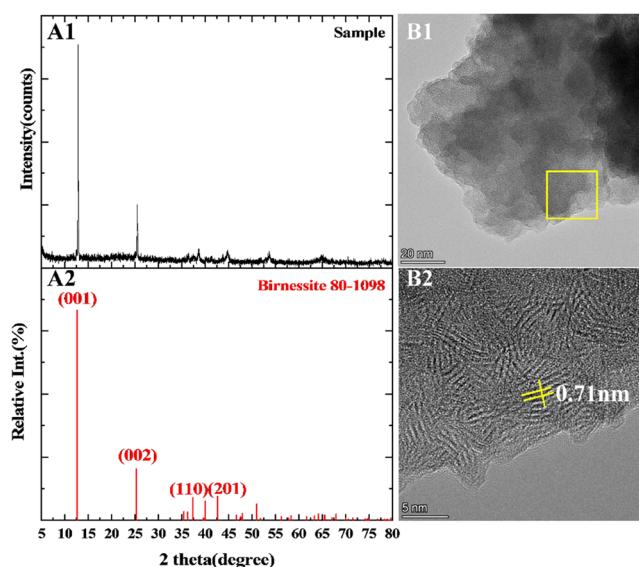 A1
Sample
Intensity(counts)
A2
Birnessite 80-1098
(001)
(002)
(110)(201)
Relative Int.(%)
5 10 15 20 25 30 35 40 45 50 55 60 65 70 75 80
2 theta(degree)
B1
20 nm
B2
0.71nm
5 nm